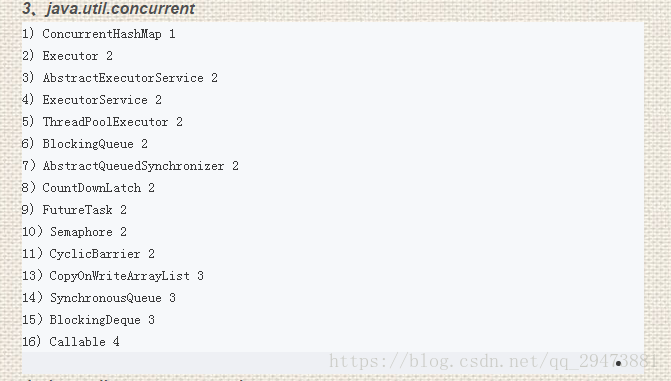 3、java.util.concurrent
1) ConcurrentHashMap 1
2) Executor 2
3) AbstractExecutorService 2
4) ExecutorService 2
5) ThreadPoolExecutor 2
6) BlockingQueue 2
7) AbstractQueuedSynchronizer 2
8) CountDownLatch 2
9) FutureTask 2
10) Semaphore 2
11) CyclicBarrier 2
13) CopyOnWriteArrayList 3
14) SynchronousQueue 3
15) BlockingDeque 3
16) Callable 4
https://blog.csdn.net/qq_29473881